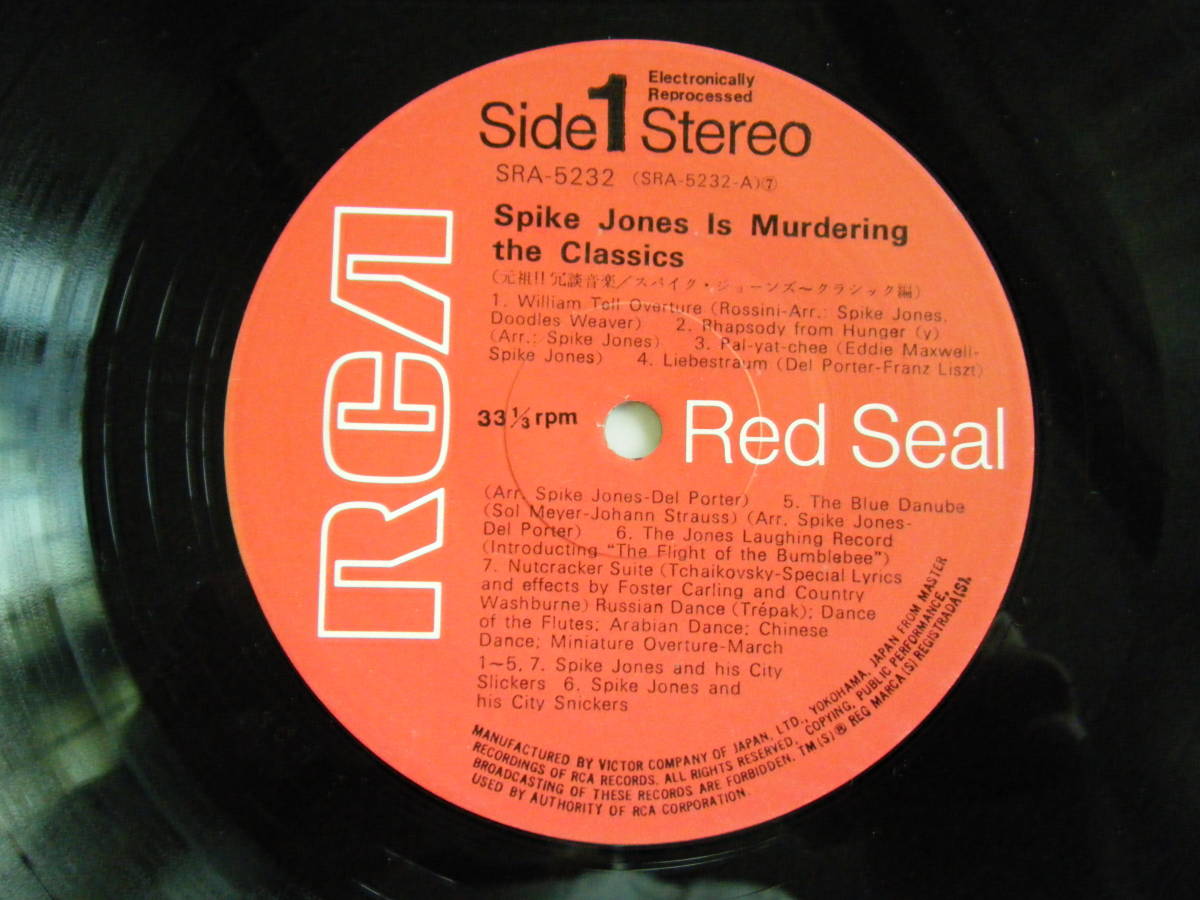 Electronically
Reprocessed
Side 1 Stereo
SRA-5232 (SRA-5232-A)⑦
Spike Jones Is Murdering
the Classics
(元祖!!冗談音楽/スパイク・ジョーンズ〜クラシック編)
1. William Tell Overture (Rossini-Arr.: Spike Jones,
Doodles Weaver) 2. Rhapsody from Hunger (y)
(Arr.: Spike Jones) 3. Pal-yat-chee (Eddie Maxwell-
Spike Jones) 4. Liebestraum (Del Porter-Franz Liszt)
RCA
33 1/3 rpm
Red Seal
(Arr. Spike Jones-Del Porter) 5. The Blue Danube
(Sol Meyer-Johann Strauss) (Arr. Spike Jones-
Del Porter) 6. The Jones Laughing Record
(Introducting "The Flight of the Bumblebee")
7. Nutcracker Suite (Tchaikovsky-Special Lyrics
and effects by Foster Carling and Country
Washburne) Russian Dance (Trépak); Dance
of the Flutes; Arabian Dance; Chinese
Dance; Miniature Overture-March
1~5, 7. Spike Jones and his City
Slickers 6. Spike Jones and
his City Snickers
MANUFACTURED BY VICTOR COMPANY OF JAPAN, LTD., YOKOHAMA, JAPAN FROM MASTER
RECORDINGS OF RCA RECORDS. ALL RIGHTS RESERVED, COPYING, PUBLIC PERFORMANCE,
BROADCASTING OF THESE RECORDS ARE FORBIDDEN. TM(S)® REG MARCA(S) REGISTRADA(S).
USED BY AUTHORITY OF RCA CORPORATION.